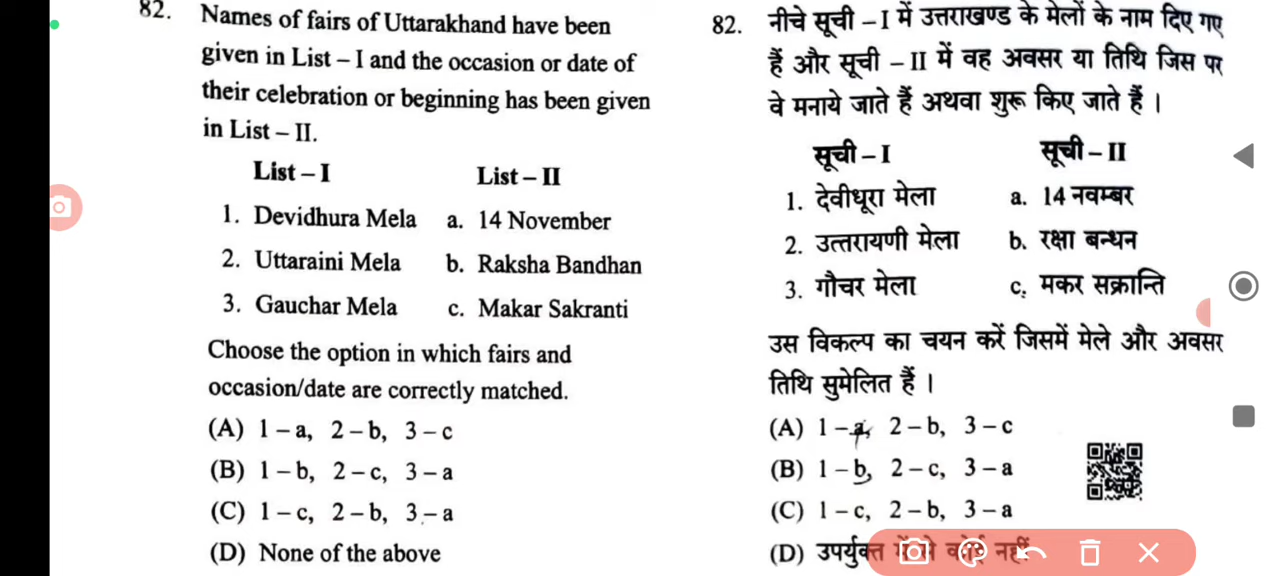 82. Names of fairs of Uttarakhand have been
given in List – I and the occasion or date of
their celebration or beginning has been given
in List – II.
List – I List – II
1. Devidhura Mela a. 14 November
2. Uttaraini Mela b. Raksha Bandhan
3. Gauchar Mela c. Makar Sakranti
Choose the option in which fairs and
occasion/date are correctly matched.
(A) 1 – a, 2 – b, 3 – c
(B) 1 – b, 2 – c, 3 – a
(C) 1 – c, 2 – b, 3 – a
(D) None of the above
82. नीचे सूची – I में उत्तराखण्ड के मेलों के नाम दिए गए
हैं और सूची – II में वह अवसर या तिथि जिस पर
वे मनाये जाते हैं अथवा शुरू किए जाते हैं ।
सूची – I सूची – II
1. देवीधूरा मेला a. 14 नवम्बर
2. उत्तरायणी मेला b. रक्षा बन्धन
3. गौचर मेला c. मकर सक्रान्ति
उस विकल्प का चयन करें जिसमें मेले और अवसर
तिथि सुमेलित हैं ।
(A) 1 – a, 2 – b, 3 – c
(B) 1 – b, 2 – c, 3 – a
(C) 1 – c, 2 – b, 3 – a
(D) उपर्युक्त में से कोई नहीं